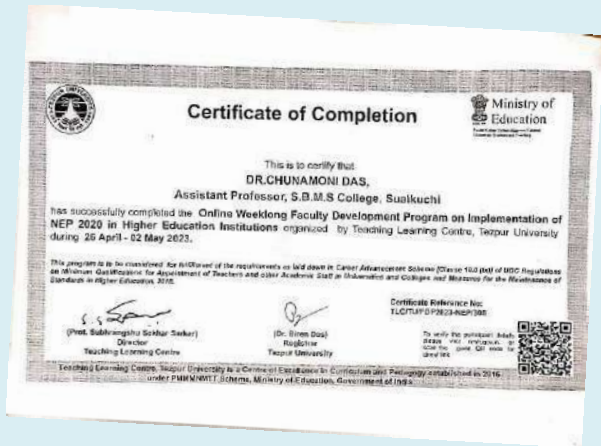 Certificate of Completion
Ministry of
Education
This is to certify that
DR.CHUNAMONI DAS,
Assistant Professor, S.B.M.S College, Sualkuchi
has successfully completed the Online Weeklong Faculty Development Program on Implementation of
NEP 2020 in Higher Education Institutions organized by Teaching Learning Centre, Tezpur University
during 26 April - 02 May 2023.
This program is to be considered for fulfillment of the requirements as laid down in Career Advancement Scheme of UGC Regulations
on Minimum Qualifications for Appointment of Teachers and other Academic Staff in Universities and Colleges and Measures for the Maintenance of
Standards in Higher Education, 2018.
Certificate Reference No:
(Prof. Subhrangshu Sekhar Sarkar)
Director
Teaching Learning Centre
(Dr. Biren Das)
Registrar
Tezpur University
Teaching Learning Centre, Tezpur University is a Centre of Excellence in Curriculum and Pedagogy established in 2016
under PMMMNMTT Scheme, Ministry of Education, Government of India